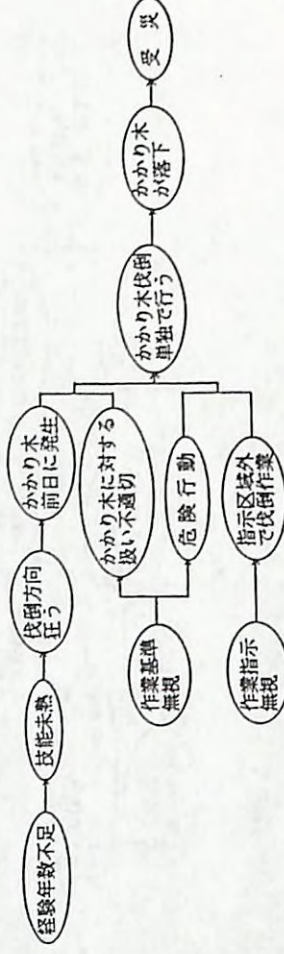 経験年数不足
技能未熟
伐倒方向
狂う
かかり木
前日に発生
作業基準
無視
かかり木に対する
扱い不適切
危険行動
作業指示
無視
指示区域外
で伐倒作業
かかり木伐倒
単独で行う
かかり木
が落下
受災